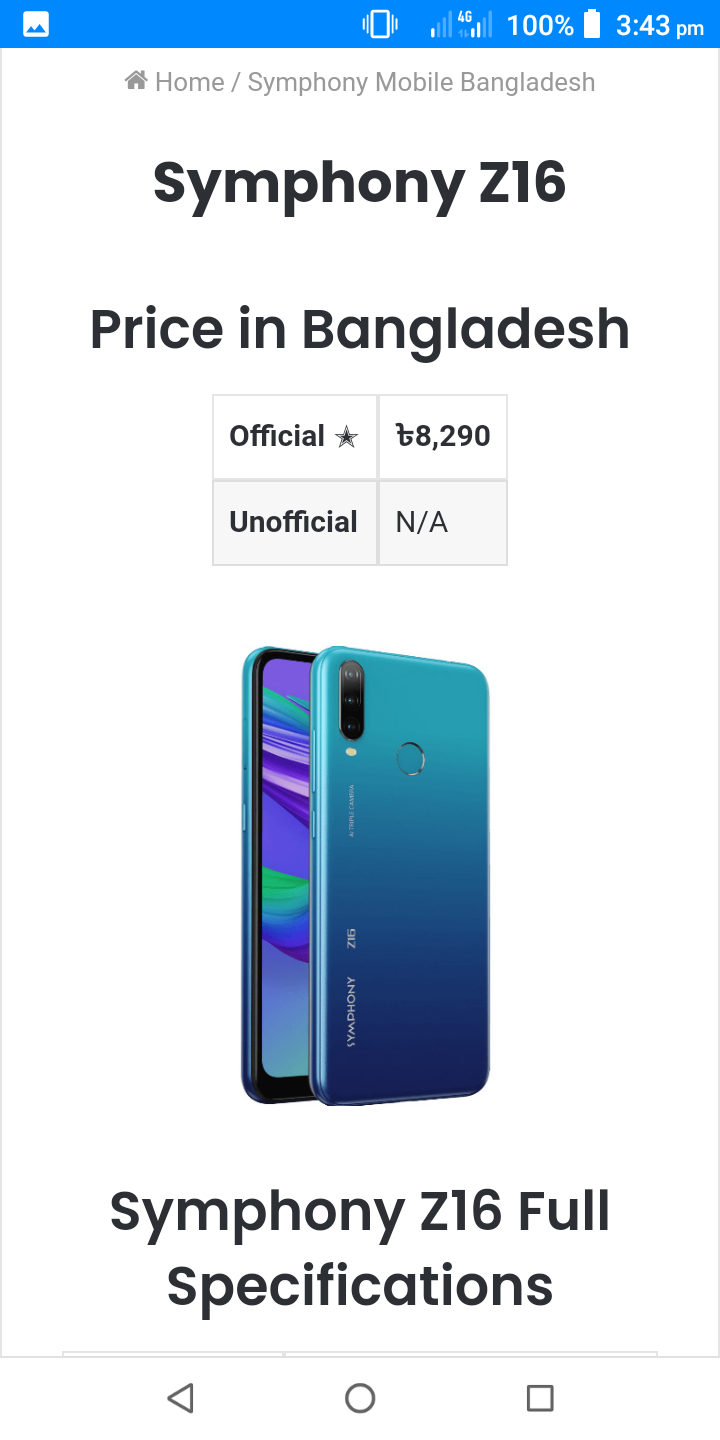 4G 100% 3:43 pm
Home / Symphony Mobile Bangladesh
Symphony Z16
Price in Bangladesh
Official ✭ ৳8,290
Unofficial N/A
AI TRIPLE CAMERA
SYMPHONY Z16
Symphony Z16 Full
Specifications